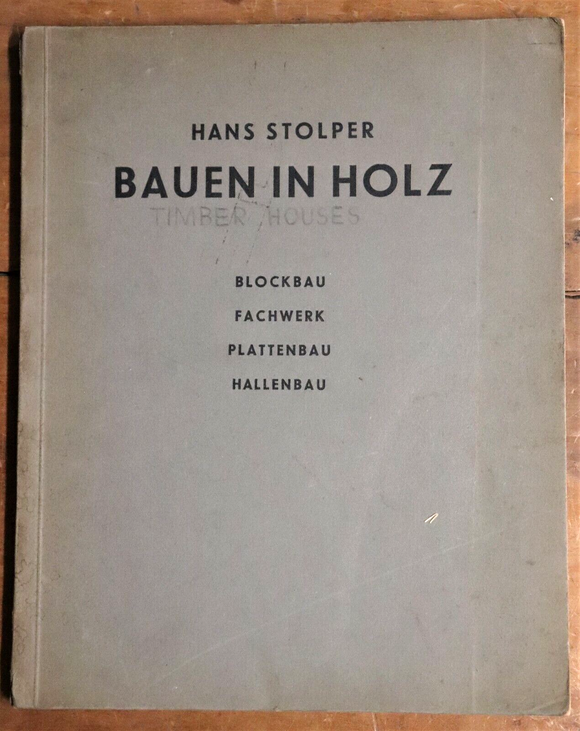 HANS STOLPER
BAUEN IN HOLZ
TIMBER HOUSES
BLOCKBAU
FACHWERK
PLATTENBAU
HALLENBAU